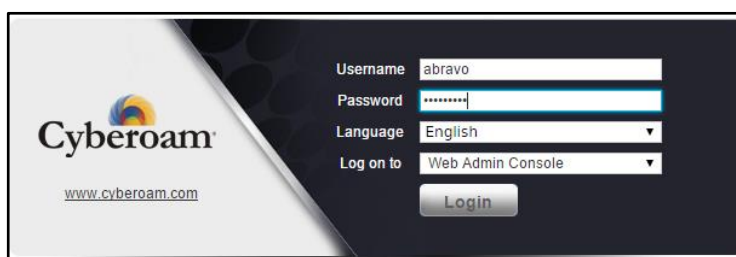 Username abravo
Password •••••••••
Language English
Log on to Web Admin Console
Login
Cyberoam
www.cyberoam.com